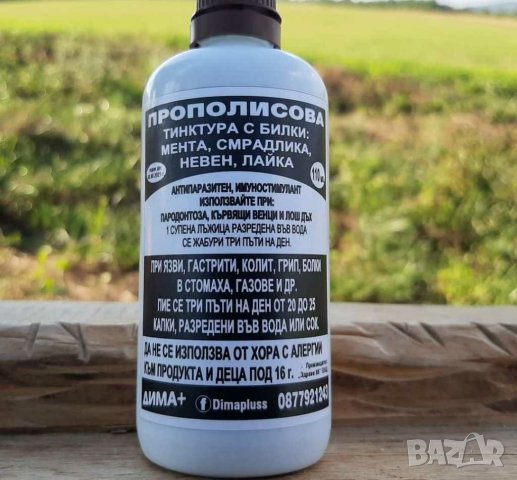 ПРОПОЛИСОВА
ТИНКТУРА С БИЛКИ:
МЕНТА, СМРАДЛИКА,
НЕВЕН, ЛАЙКА
110
АНТИПАРАЗИТЕН, ИМУНОСТИМУЛАНТ
ИЗПОЛЗВАЙТЕ ПРИ:
ПАРОДОНТОЗА, КЪРВЯЩИ ВЕНЦИ И ЛОШ ДЪХ
1 СУПЕНА ЛЪЖИЦА РАЗРЕДЕНА ВЪВ ВОДА
СЕ ЖАБУРИ ТРИ ПЪТИ НА ДЕН.
ПРИ ЯЗВИ, ГАСТРИТИ, КОЛИТ, ГРИП, БОЛКИ
В СТОМАХА, ГАЗОВЕ И ДР.
ПИЕ СЕ ТРИ ПЪТИ НА ДЕН ОТ 20 ДО 25
КАПКИ, РАЗРЕДЕНИ ВЪВ ВОДА ИЛИ СОК.
ДА НЕ СЕ ИЗПОЛЗВА ОТ ХОРА С АЛЕРГИИ
КЪМ ПРОДУКТА И ДЕЦА ПОД 16 г.
Производител
ДИМА+ Dimapluss 0877921243
BAZAR